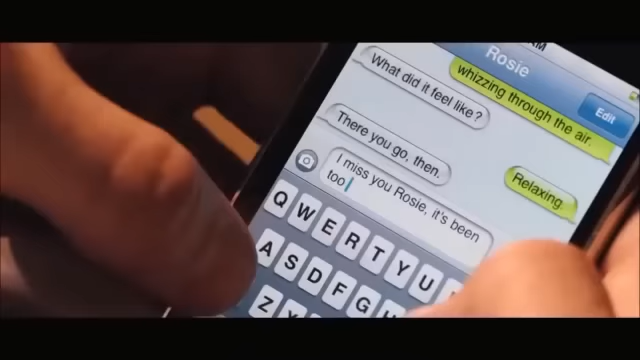 AM
Rosie
Edit
whizzing through the air.
What did it feel like?
Relaxing.
There you go, then.
I miss you Rosie, it's been
too
Q W E R T Y U
A S D F G H
Z